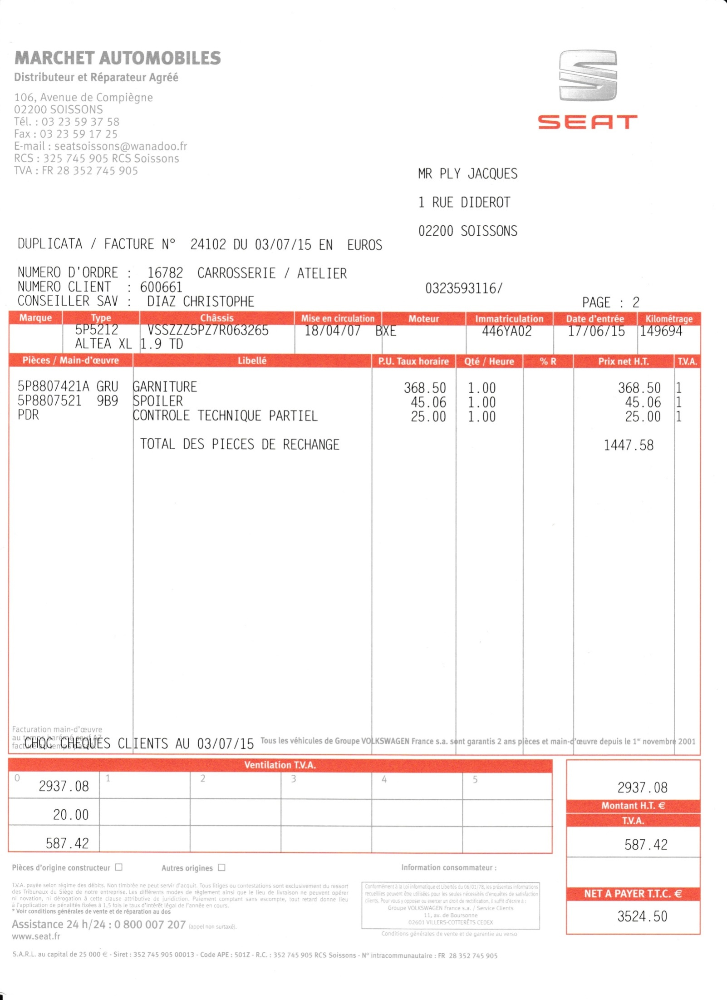 MARCHET AUTOMOBILES
Distributeur et Réparateur Agréé
106, Avenue de Compiègne
02200 SOISSONS
Tél. : 03 23 59 37 58
Fax : 03 23 59 17 25
E-mail : seatsoissons@wanadoo.fr
RCS : 325 745 905 RCS Soissons
TVA : FR 28 352 745 905
SEAT
MR PLY JACQUES
1 RUE DIDEROT
02200 SOISSONS
DUPLICATA / FACTURE N° 24102 DU 03/07/15 EN EUROS
NUMERO D'ORDRE : 16782 CARROSSERIE / ATELIER
NUMERO CLIENT : 600661 0323593116/
CONSEILLER SAV : DIAZ CHRISTOPHE PAGE : 2
Marque Type Châssis Mise en circulation Moteur Immatriculation Date d'entrée Kilométrage
5P5212 VSSZZZ5PZ7R063265 18/04/07 BXE 446YA02 17/06/15 149694
ALTEA XL 1.9 TD
Pièces / Main-d'œuvre Libellé P.U. Taux horaire Qté / Heure % R Prix net H.T. T.V.A.
5P8807421A GRU GARNITURE 368.50 1.00 368.50 1
5P8807521 9B9 SPOILER 45.06 1.00 45.06 1
PDR CONTROLE TECHNIQUE PARTIEL 25.00 1.00 25.00 1
TOTAL DES PIECES DE RECHANGE 1447.58
Facturation main-d'œuvre
au temps barémé sauf AZ
facturé au temps passé
CHQC CHEQUES CLIENTS AU 03/07/15 Tous les véhicules de Groupe VOLKSWAGEN France s.a. sont garantis 2 ans pièces et main-d'œuvre depuis le 1er novembre 2001
Ventilation T.V.A.
0 1 2 3 4 5
2937.08
20.00
587.42
2937.08
Montant H.T. €
T.V.A.
587.42
NET A PAYER T.T.C. €
3524.50
Pièces d'origine constructeur ☐ Autres origines ☐
T.V.A. payée selon régime des débits. Non timbrée ne peut servir d'acquit. Tous litiges ou contestations sont exclusivement du ressort
des Tribunaux du Siège de notre entreprise. Les différents modes de règlement ainsi que le lieu de livraison ne peuvent opérer
ni novation, ni dérogation à cette clause attributive de juridiction. Paiement comptant sans escompte, tout retard donne lieu
à l'application de pénalités fixées à 1,5 fois le taux d'intérêt légal de l'année en cours.
* Voir conditions générales de vente et de réparation au dos
Assistance 24 h/24 : 0 800 007 207 (appel non surtaxé).
www.seat.fr
Information consommateur :
Conformément à la Loi Informatique et Libertés du 06/01/78, les présentes informations
recueillies peuvent être utilisées pour les seules nécessités d'enquêtes de satisfaction
clients. Pour vous y opposer ou exercer un droit de rectification, il suffit d'écrire à :
Groupe VOLKSWAGEN France s.a. / Service Clients
11, av. de Boursonne
02601 VILLERS-COTTERÊTS CEDEX
Conditions générales de vente et de garantie au verso
S.A.R.L. au capital de 25 000 € - Siret : 352 745 905 00013 - Code APE : 501Z - R.C. : 352 745 905 RCS Soissons - N° intracommunautaire : FR 28 352 745 905